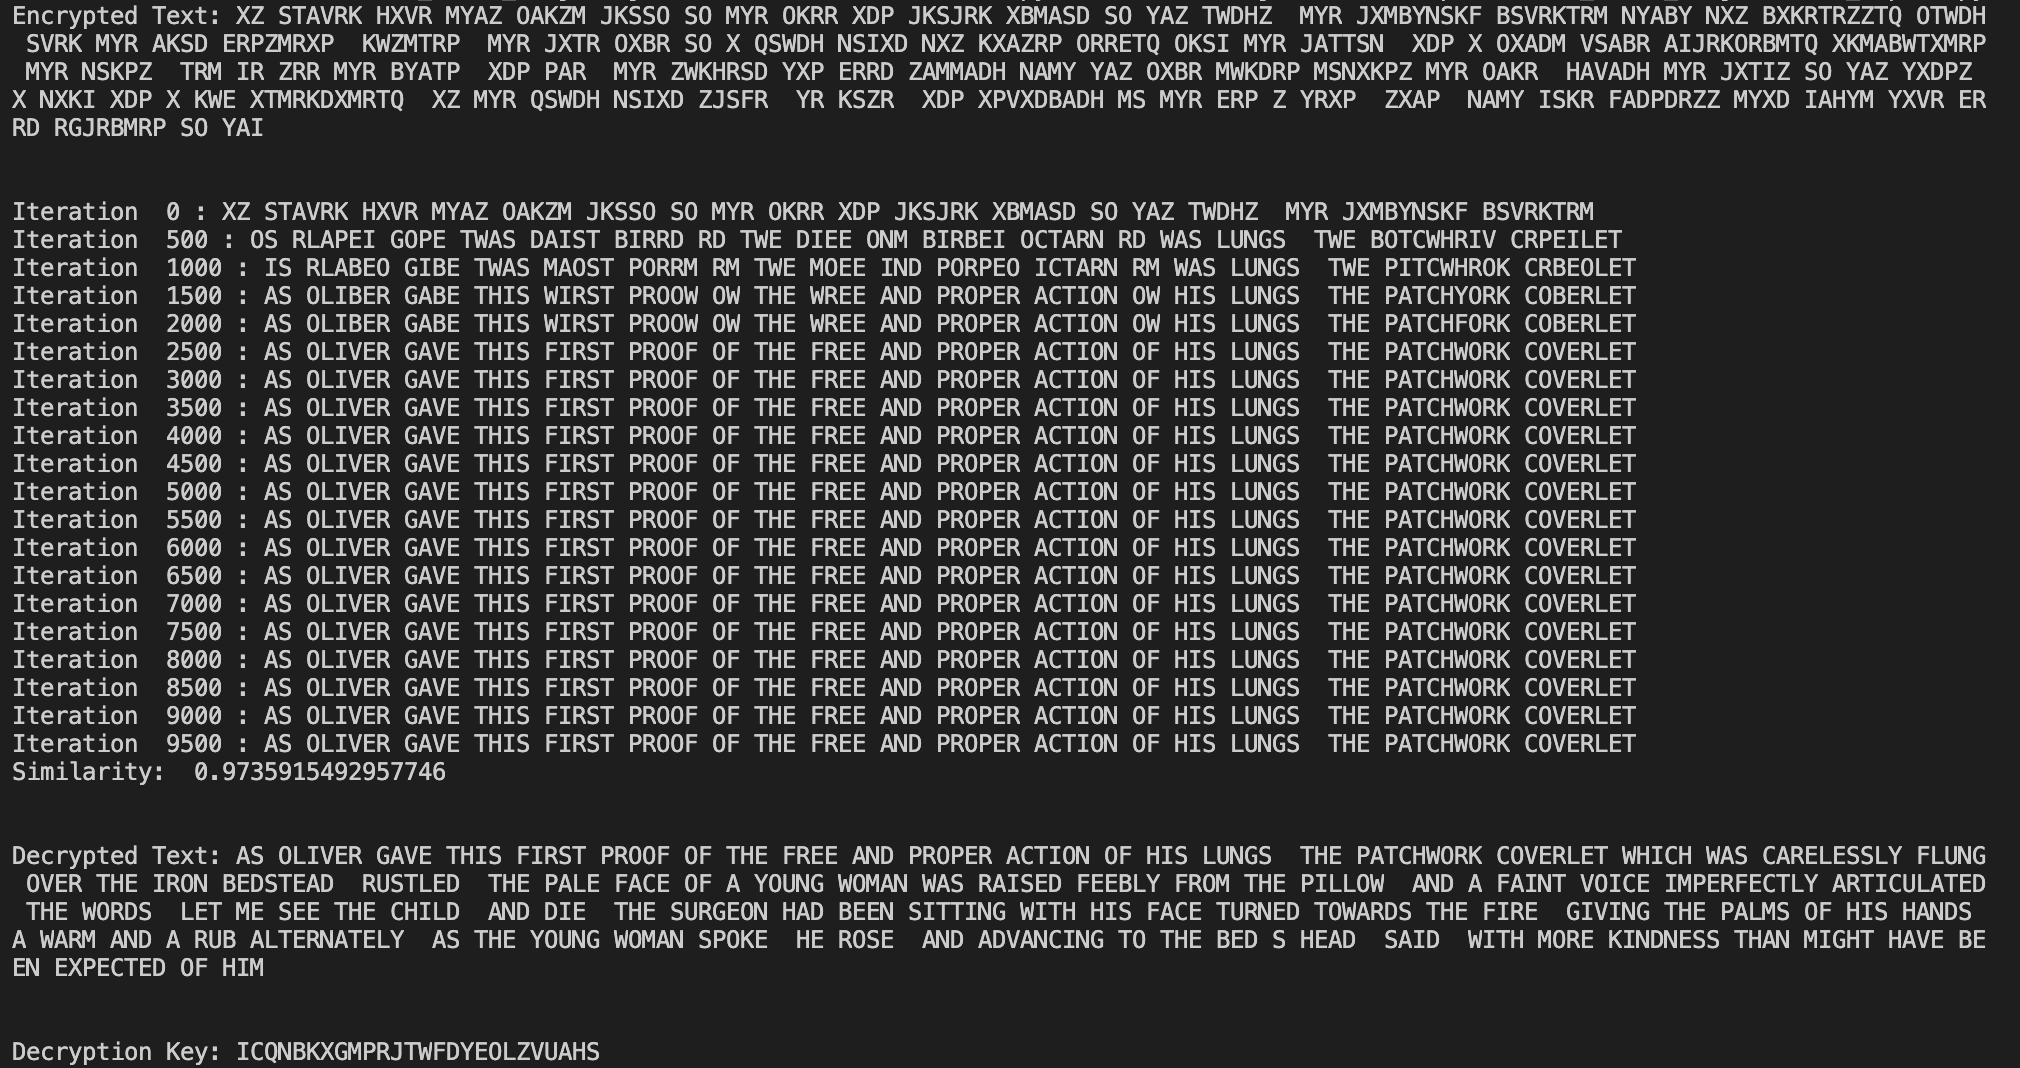 Encrypted Text: XZ STAVRK HXVR MYAZ OAKZM JKSSO SO MYR OKRR XDP JKSJRK XBMASD SO YAZ TWDHZ  MYR JXMBYNSKF BSVRKTRM NYABY NXZ BXKRTRZZTQ OTWDH
 SVRK MYR AKSD ERPZMRXP  KWZMTRP  MYR JXTR OXBR SO X QSWDH NSIXD NXZ KXAZRP ORRETQ OKSI MYR JATTSN  XDP X OXADM VSABR AIJRKORBMTQ XKMABWTXMRP
 MYR NSKPZ  TRM IR ZRR MYR BYATP  XDP PAR  MYR ZWKHRSD YXP ERRD ZAMMADH NAMY YAZ OXBR MWKDRP MSNXKPZ MYR OAKR  HAVADH MYR JXTIZ SO YAZ YXDPZ
X NXKI XDP X KWE XTMRKDXMRTQ  XZ MYR QSWDH NSIXD ZJSFR  YR KSZR  XDP XPVXDBADH MS MYR ERP Z YRXP  ZXAP  NAMY ISKR FADPDRZZ MYXD IAHYM YXVR ER
RD RGJRBMRP SO YAI
Iteration  0 : XZ STAVRK HXVR MYAZ OAKZM JKSSO SO MYR OKRR XDP JKSJRK XBMASD SO YAZ TWDHZ  MYR JXMBYNSKF BSVRKTRM
Iteration  500 : OS RLAPEI GOPE TWAS DAIST BIRRD RD TWE DIEE ONM BIRBEI OCTARN RD WAS LUNGS  TWE BOTCWHRIV CRPEILET
Iteration  1000 : IS RLABEO GIBE TWAS MAOST PORRM RM TWE MOEE IND PORPEO ICTARN RM WAS LUNGS  TWE PITCWHROK CRBEOLET
Iteration  1500 : AS OLIBER GABE THIS WIRST PROOW OW THE WREE AND PROPER ACTION OW HIS LUNGS  THE PATCHYORK COBERLET
Iteration  2000 : AS OLIBER GABE THIS WIRST PROOW OW THE WREE AND PROPER ACTION OW HIS LUNGS  THE PATCHFORK COBERLET
Iteration  2500 : AS OLIVER GAVE THIS FIRST PROOF OF THE FREE AND PROPER ACTION OF HIS LUNGS  THE PATCHWORK COVERLET
Iteration  3000 : AS OLIVER GAVE THIS FIRST PROOF OF THE FREE AND PROPER ACTION OF HIS LUNGS  THE PATCHWORK COVERLET
Iteration  3500 : AS OLIVER GAVE THIS FIRST PROOF OF THE FREE AND PROPER ACTION OF HIS LUNGS  THE PATCHWORK COVERLET
Iteration  4000 : AS OLIVER GAVE THIS FIRST PROOF OF THE FREE AND PROPER ACTION OF HIS LUNGS  THE PATCHWORK COVERLET
Iteration  4500 : AS OLIVER GAVE THIS FIRST PROOF OF THE FREE AND PROPER ACTION OF HIS LUNGS  THE PATCHWORK COVERLET
Iteration  5000 : AS OLIVER GAVE THIS FIRST PROOF OF THE FREE AND PROPER ACTION OF HIS LUNGS  THE PATCHWORK COVERLET
Iteration  5500 : AS OLIVER GAVE THIS FIRST PROOF OF THE FREE AND PROPER ACTION OF HIS LUNGS  THE PATCHWORK COVERLET
Iteration  6000 : AS OLIVER GAVE THIS FIRST PROOF OF THE FREE AND PROPER ACTION OF HIS LUNGS  THE PATCHWORK COVERLET
Iteration  6500 : AS OLIVER GAVE THIS FIRST PROOF OF THE FREE AND PROPER ACTION OF HIS LUNGS  THE PATCHWORK COVERLET
Iteration  7000 : AS OLIVER GAVE THIS FIRST PROOF OF THE FREE AND PROPER ACTION OF HIS LUNGS  THE PATCHWORK COVERLET
Iteration  7500 : AS OLIVER GAVE THIS FIRST PROOF OF THE FREE AND PROPER ACTION OF HIS LUNGS  THE PATCHWORK COVERLET
Iteration  8000 : AS OLIVER GAVE THIS FIRST PROOF OF THE FREE AND PROPER ACTION OF HIS LUNGS  THE PATCHWORK COVERLET
Iteration  8500 : AS OLIVER GAVE THIS FIRST PROOF OF THE FREE AND PROPER ACTION OF HIS LUNGS  THE PATCHWORK COVERLET
Iteration  9000 : AS OLIVER GAVE THIS FIRST PROOF OF THE FREE AND PROPER ACTION OF HIS LUNGS  THE PATCHWORK COVERLET
Iteration  9500 : AS OLIVER GAVE THIS FIRST PROOF OF THE FREE AND PROPER ACTION OF HIS LUNGS  THE PATCHWORK COVERLET
Similarity:  0.9735915492957746
Decrypted Text: AS OLIVER GAVE THIS FIRST PROOF OF THE FREE AND PROPER ACTION OF HIS LUNGS  THE PATCHWORK COVERLET WHICH WAS CARELESSLY FLUNG
 OVER THE IRON BEDSTEAD  RUSTLED  THE PALE FACE OF A YOUNG WOMAN WAS RAISED FEEBLY FROM THE PILLOW  AND A FAINT VOICE IMPERFECTLY ARTICULATED
 THE WORDS  LET ME SEE THE CHILD  AND DIE  THE SURGEON HAD BEEN SITTING WITH HIS FACE TURNED TOWARDS THE FIRE  GIVING THE PALMS OF HIS HANDS
A WARM AND A RUB ALTERNATELY  AS THE YOUNG WOMAN SPOKE  HE ROSE  AND ADVANCING TO THE BED S HEAD  SAID  WITH MORE KINDNESS THAN MIGHT HAVE BE
EN EXPECTED OF HIM
Decryption Key: ICQNBKXGMPRJTWFDYEOLZVUAHS